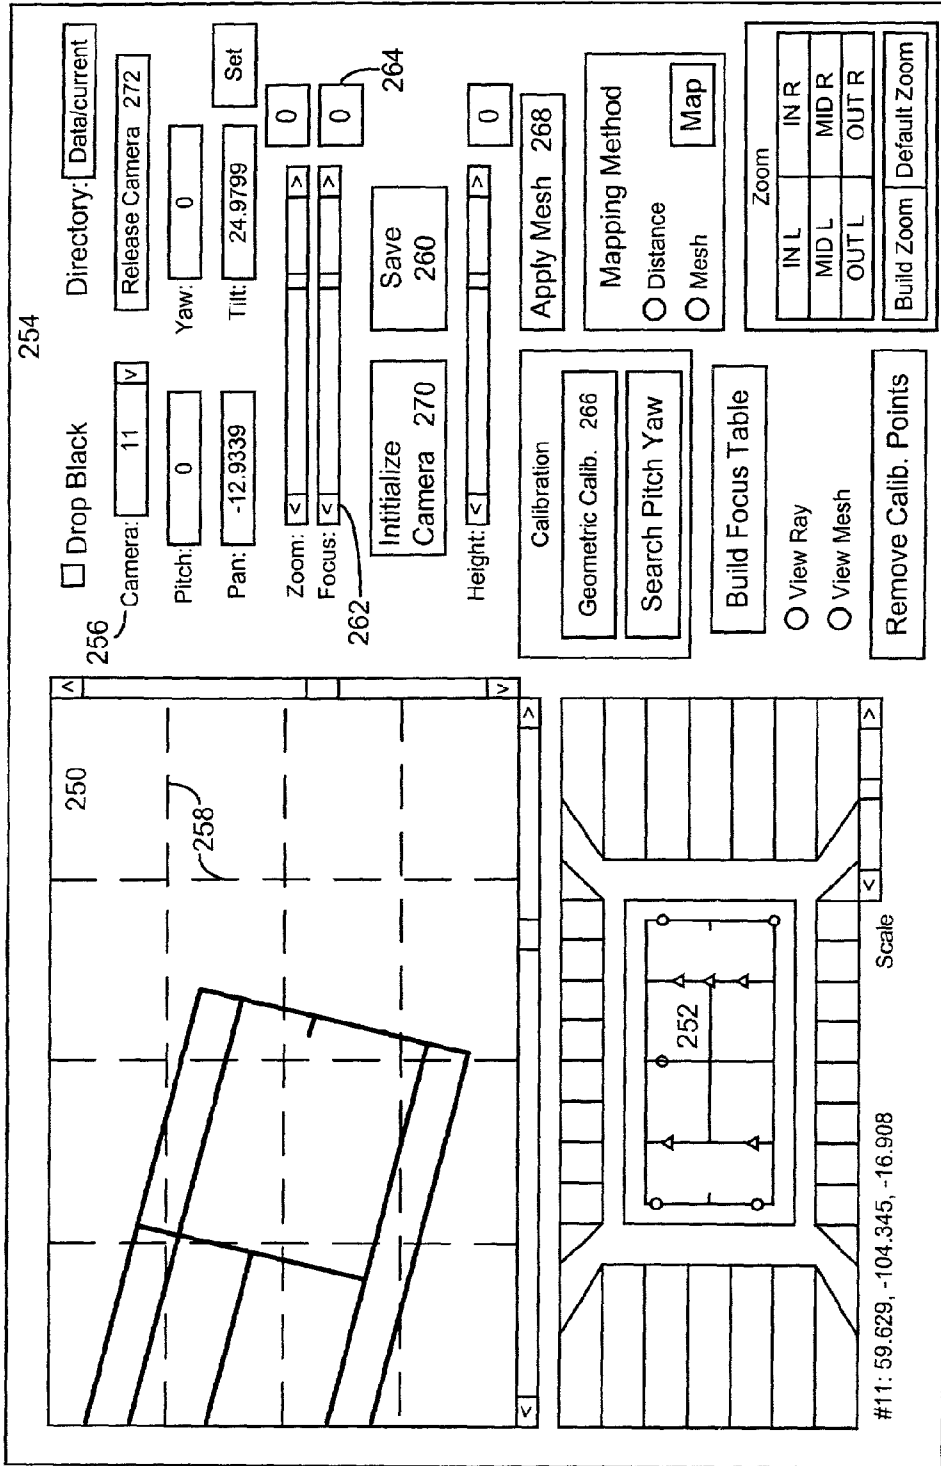 254
250
258
256
☐ Drop Black
Directory: Data/current
Camera: 11 v
Release Camera 272
Pitch: 0
Yaw: 0
Pan: -12.9339
Tilt: 24.9799
Set
Zoom: < > 0
Focus: < > 0
262
264
Intitialize
Camera 270
Save
260
Height: < > 0
Calibration
Geometric Calib. 266
Search Pitch Yaw
Apply Mesh 268
Build Focus Table
Mapping Method
Distance
Mesh
Map
View Ray
View Mesh
Remove Calib. Points
Zoom
IN L IN R
MID L MID R
OUT L OUT R
Build Zoom Default Zoom
252
#11: 59.629, -104.345, -16.908
Scale < >